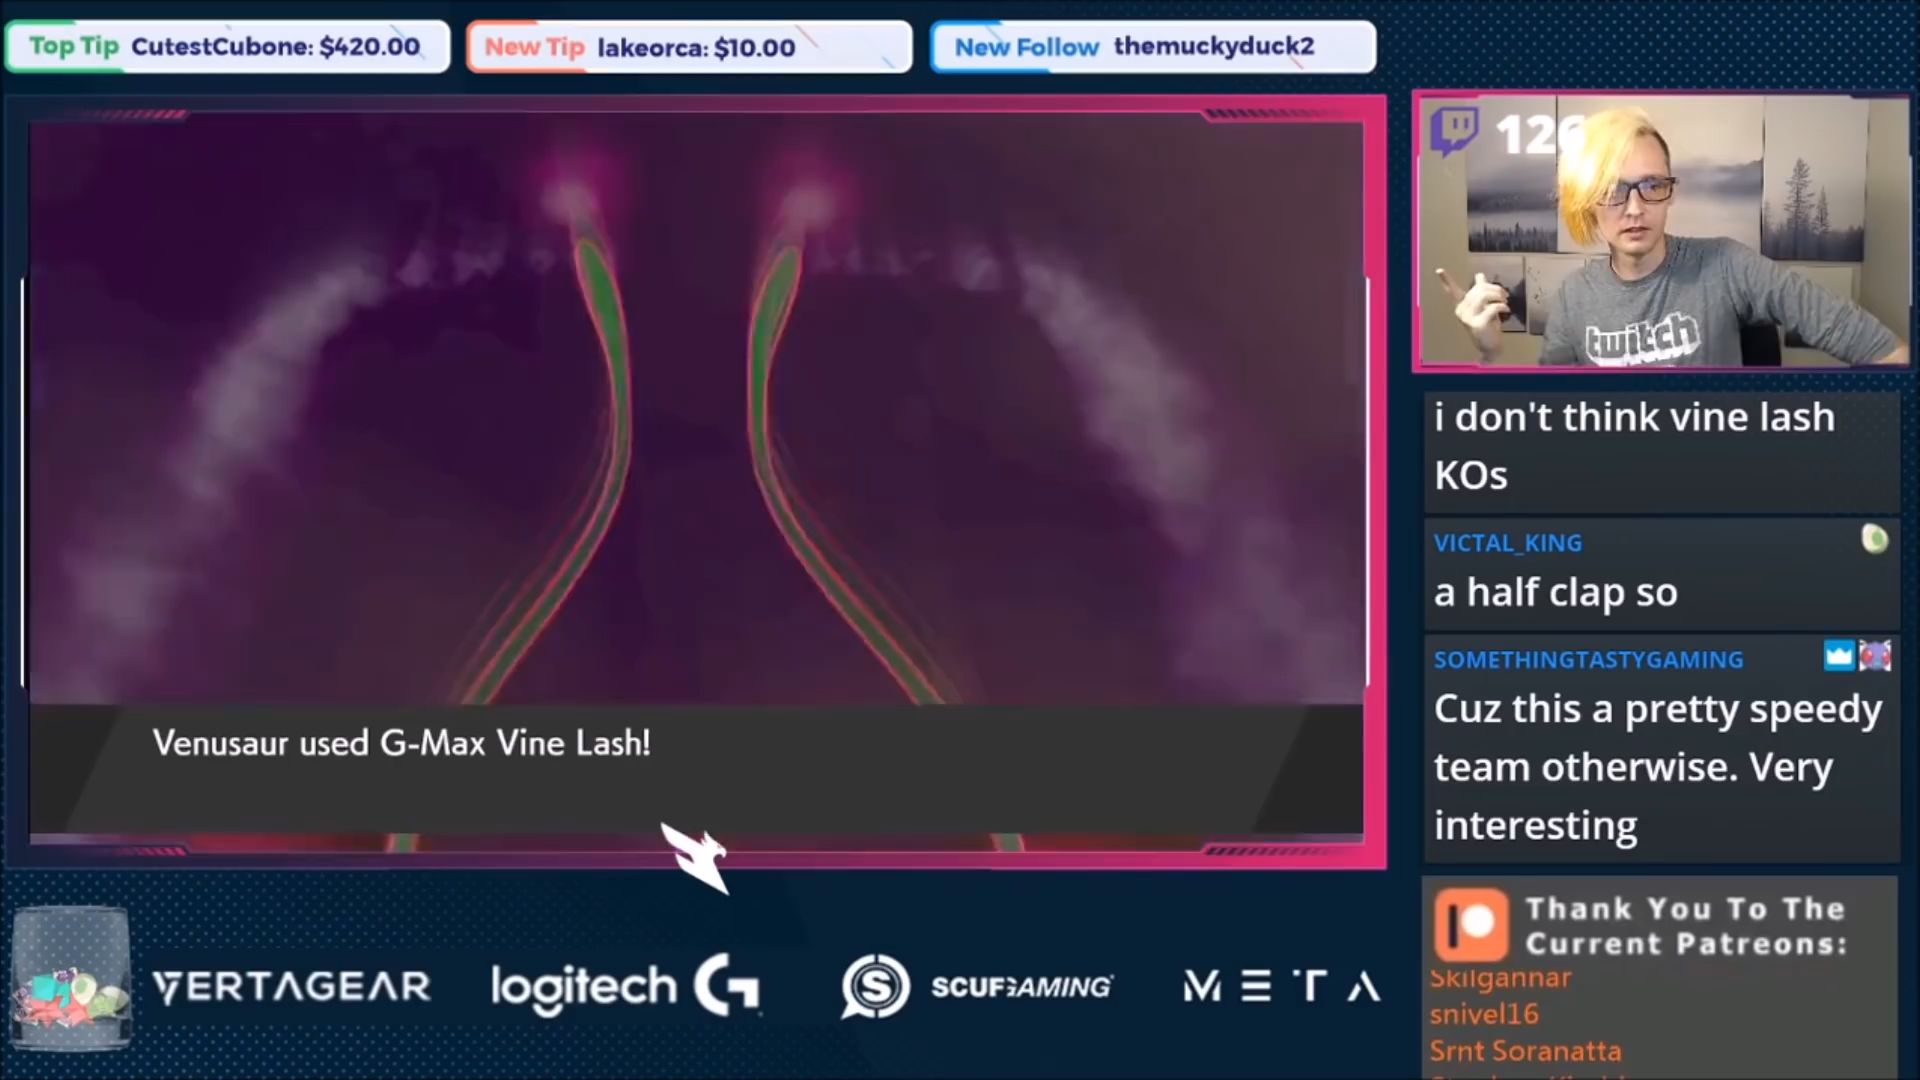 Top Tip CutestCubone: $420.00
New Tip lakeorca: $10.00
New Follow themuckyduck2
twitch
i don't think vine lash
KOs
VICTAL_KING
a half clap so
SOMETHINGTASTYGAMING
Cuz this a pretty speedy
team otherwise. Very
interesting
Venusaur used G-Max Vine Lash!
Thank You To The
Current Patreons:
Skilgannar
snivel16
Srnt Soranatta
VERTAGEAR
logitech G
S SCUF GAMING
META